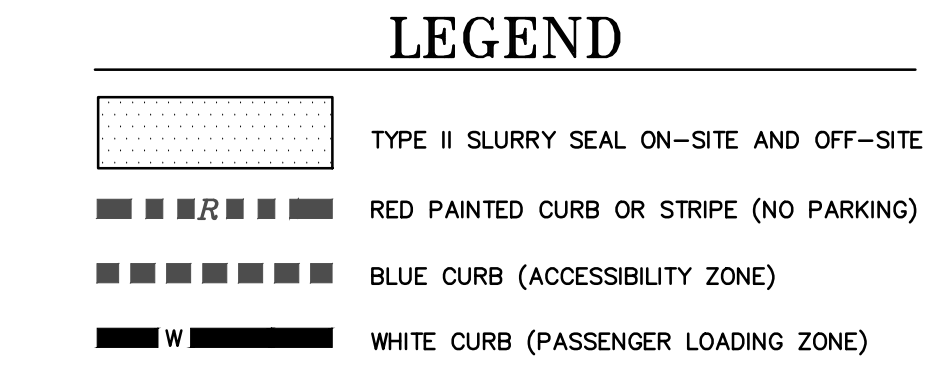 LEGEND
TYPE II SLURRY SEAL ON-SITE AND OFF-SITE
R RED PAINTED CURB OR STRIPE (NO PARKING)
BLUE CURB (ACCESSIBILITY ZONE)
W WHITE CURB (PASSENGER LOADING ZONE)